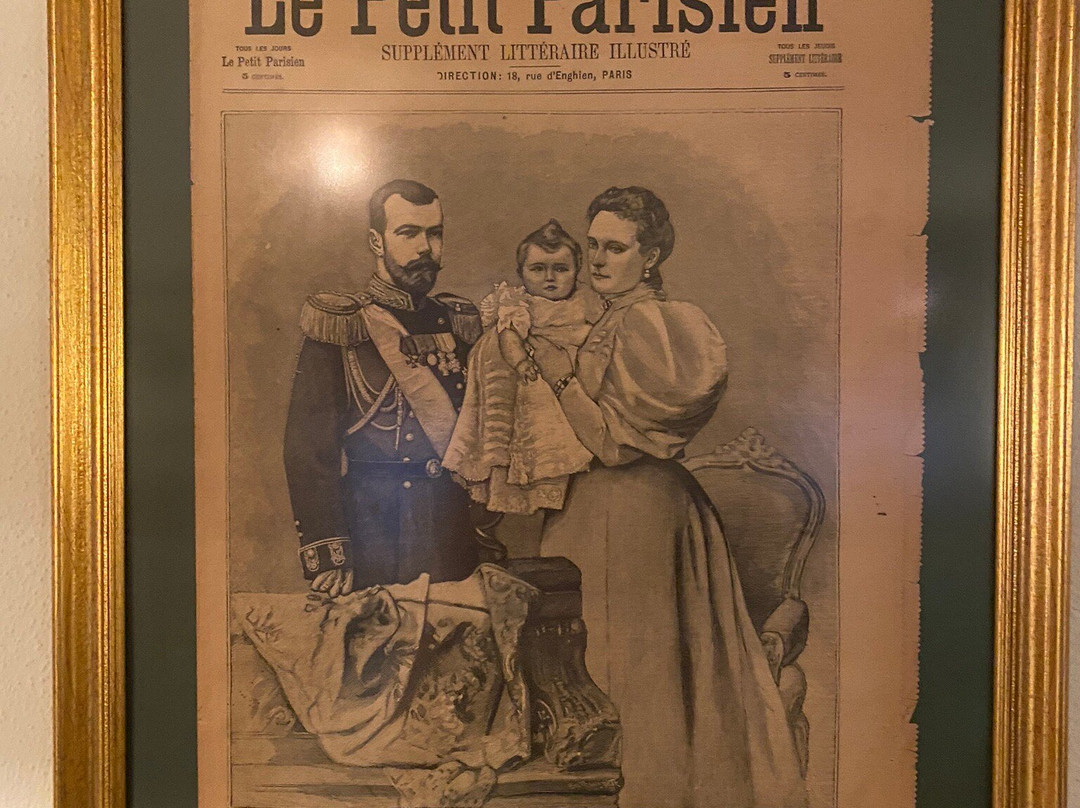 Le Petit Parisien
SUPPLÉMENT LITTÉRAIRE ILLUSTRÉ
DIRECTION: 18, rue d'Enghien, PARIS
TOUS LES JOURS
Le Petit Parisien
5 CENTIMES.
TOUS LES JEUDIS
SUPPLÉMENT LITTÉRAIRE
5 CENTIMES.